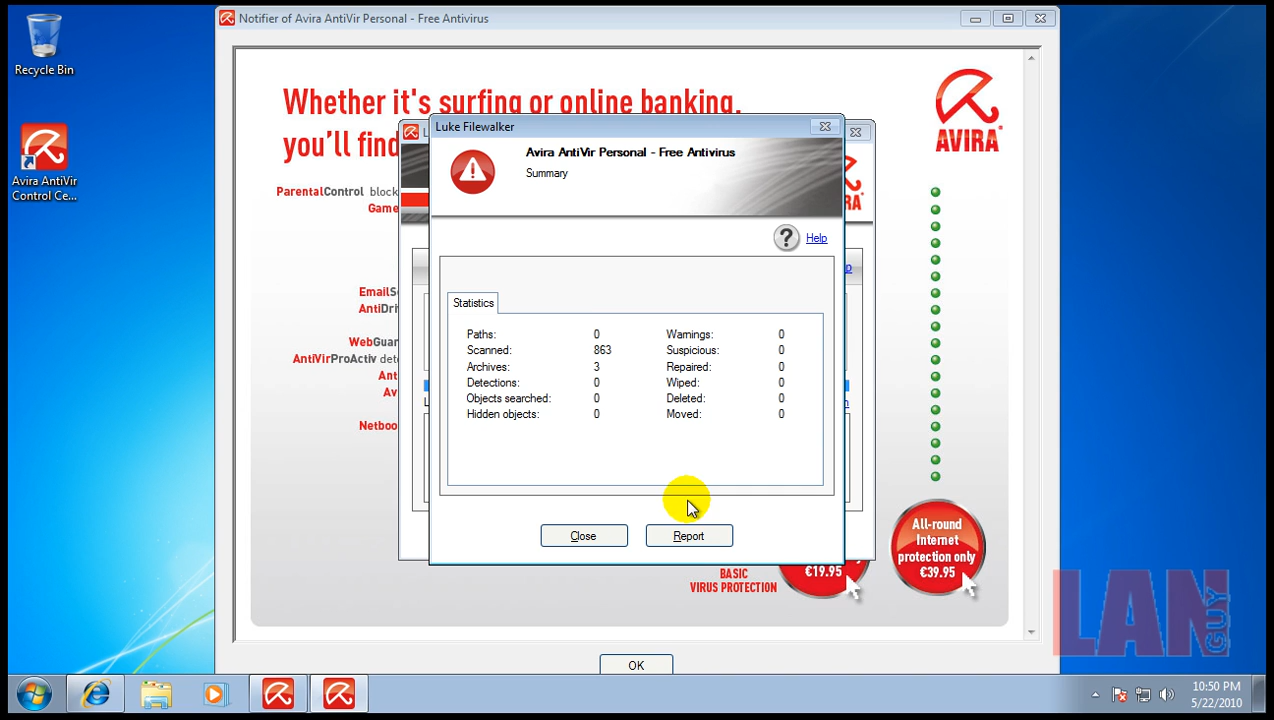 Notifier of Avira AntiVir Personal - Free Antivirus
Recycle Bin
Avira AntiVir
Control Ce...
Whether it's surfing or online banking,
you'll find
AVIRA
ParentalControl block
Game
EmailSc
AntiDri
WebGuar
AntiVirProActiv dete
Ant
Av
Netboo
Luke Filewalker
Avira AntiVir Personal - Free Antivirus
Summary
Help
Statistics
Paths: 0 Warnings: 0
Scanned: 863 Suspicious: 0
Archives: 3 Repaired: 0
Detections: 0 Wiped: 0
Objects searched: 0 Deleted: 0
Hidden objects: 0 Moved: 0
Close Report
All-round
Internet
protection only
€39.95
€19.95
BASIC
VIRUS PROTECTION
OK
LAN
GUY
10:50 PM
5/22/2010